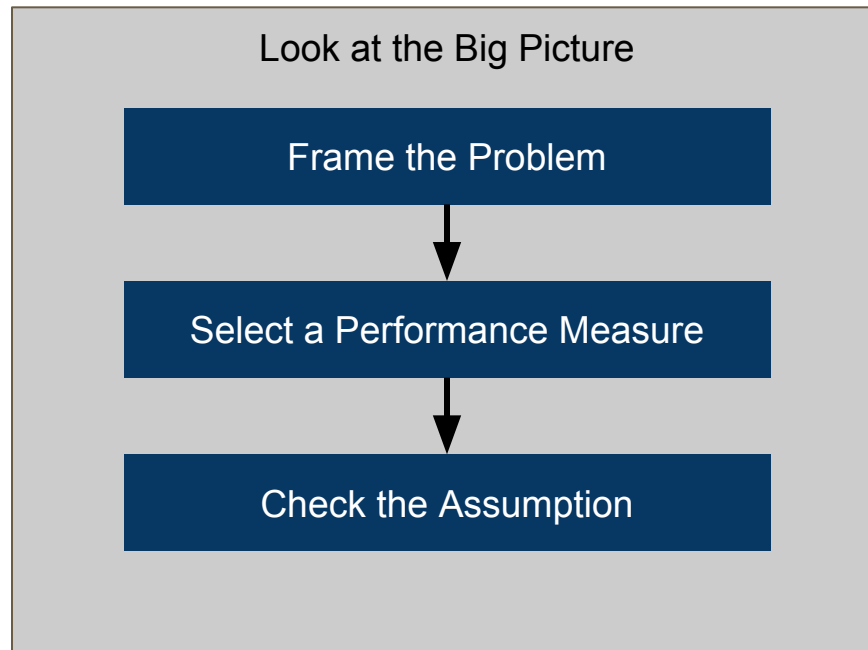 Look at the Big Picture
Frame the Problem
Select a Performance Measure
Check the Assumption